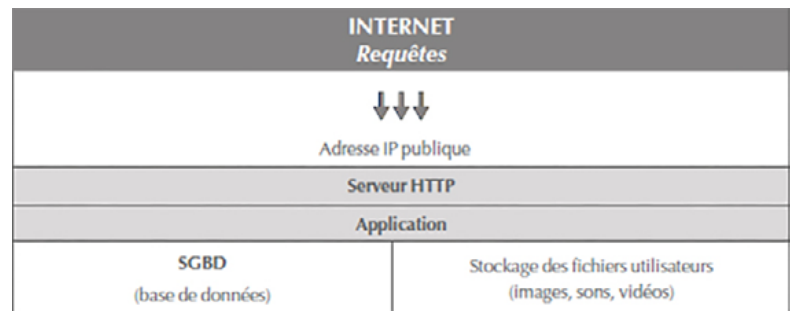 INTERNET
Requêtes
Adresse IP publique
Serveur HTTP
Application
SGBD
(base de données)
Stockage des fichiers utilisateurs
(images, sons, vidéos)